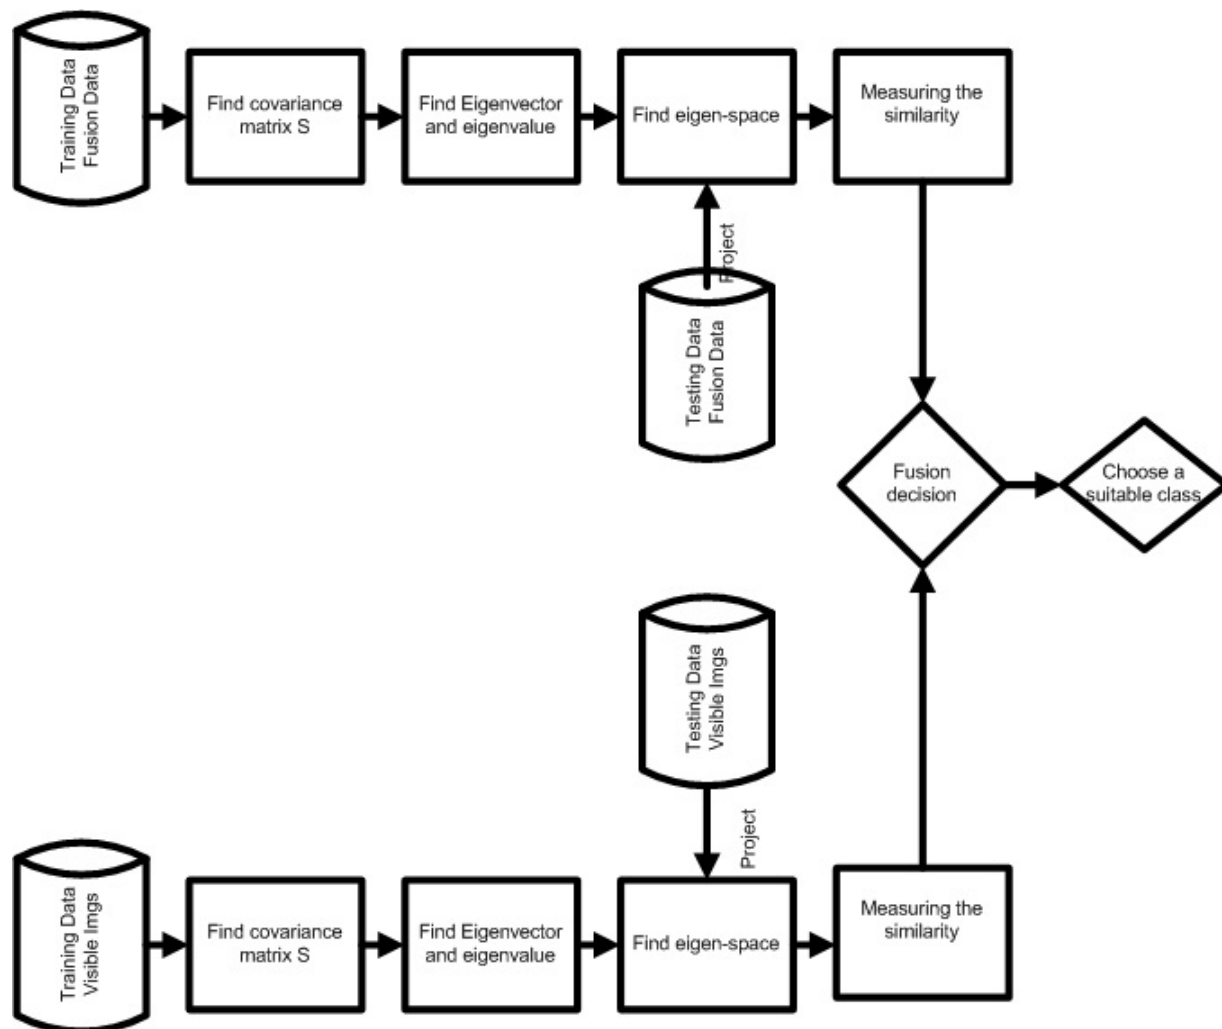 Training Data
Fusion Data
Find covariance
matrix S
Find Eigenvector
and eigenvalue
Find eigen-space
Measuring the
similarity
Project
Testing Data
Fusion Data
Fusion
decision
Choose a
suitable class
Testing Data
Visible Imgs
Project
Training Data
Visible Imgs
Find covariance
matrix S
Find Eigenvector
and eigenvalue
Find eigen-space
Measuring the
similarity